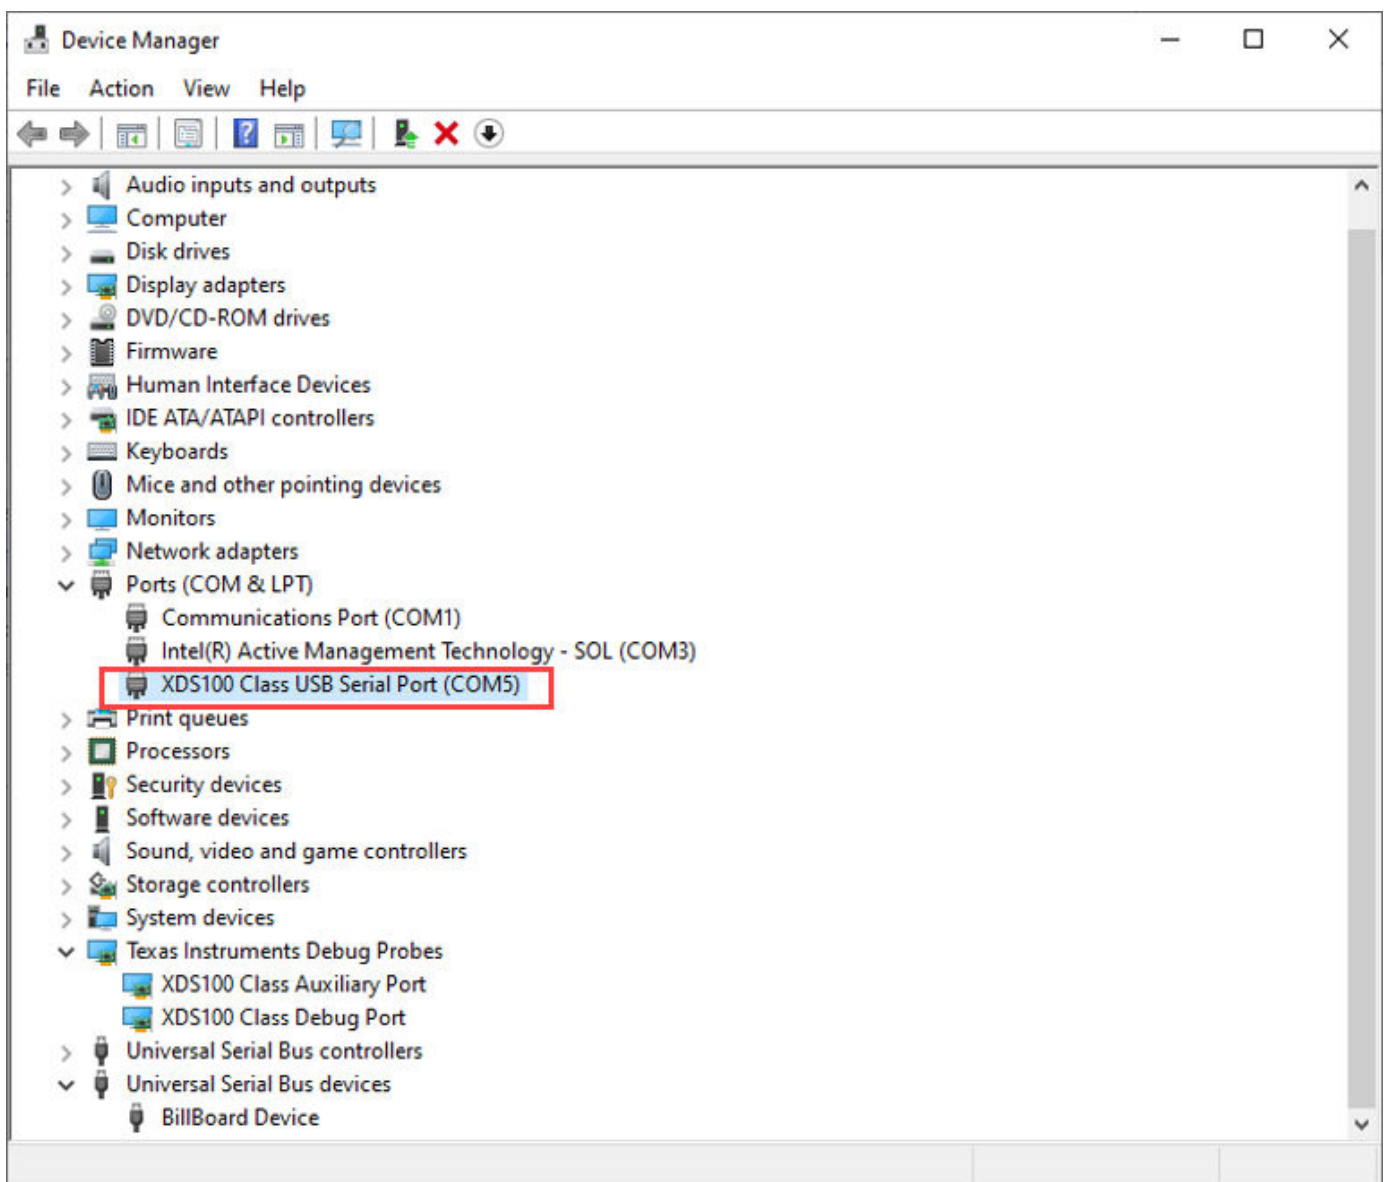 Device Manager
File Action View Help
Audio inputs and outputs
Computer
Disk drives
Display adapters
DVD/CD-ROM drives
Firmware
Human Interface Devices
IDE ATA/ATAPI controllers
Keyboards
Mice and other pointing devices
Monitors
Network adapters
Ports (COM & LPT)
Communications Port (COM1)
Intel(R) Active Management Technology - SOL (COM3)
XDS100 Class USB Serial Port (COM5)
Print queues
Processors
Security devices
Software devices
Sound, video and game controllers
Storage controllers
System devices
Texas Instruments Debug Probes
XDS100 Class Auxiliary Port
XDS100 Class Debug Port
Universal Serial Bus controllers
Universal Serial Bus devices
BillBoard Device